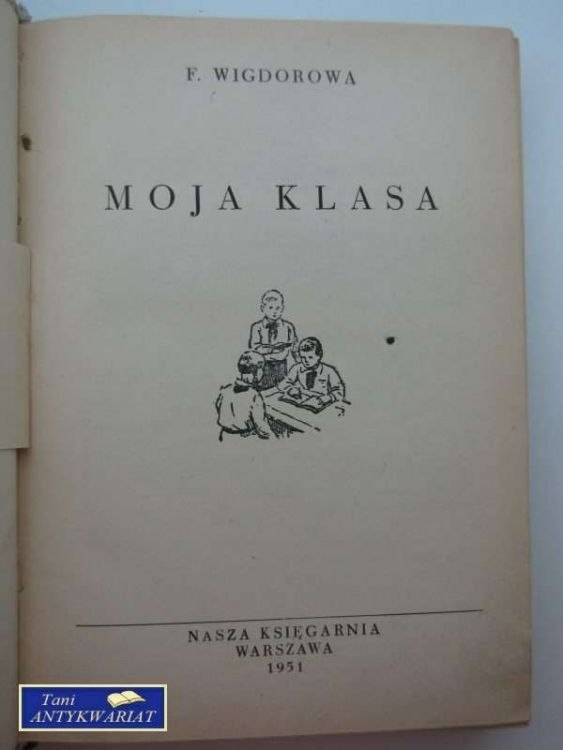 F. WIGDOROWA
MOJA KLASA
NASZA KSIĘGARNIA
WARSZAWA
1951
Tani
ANTYKWARIAT